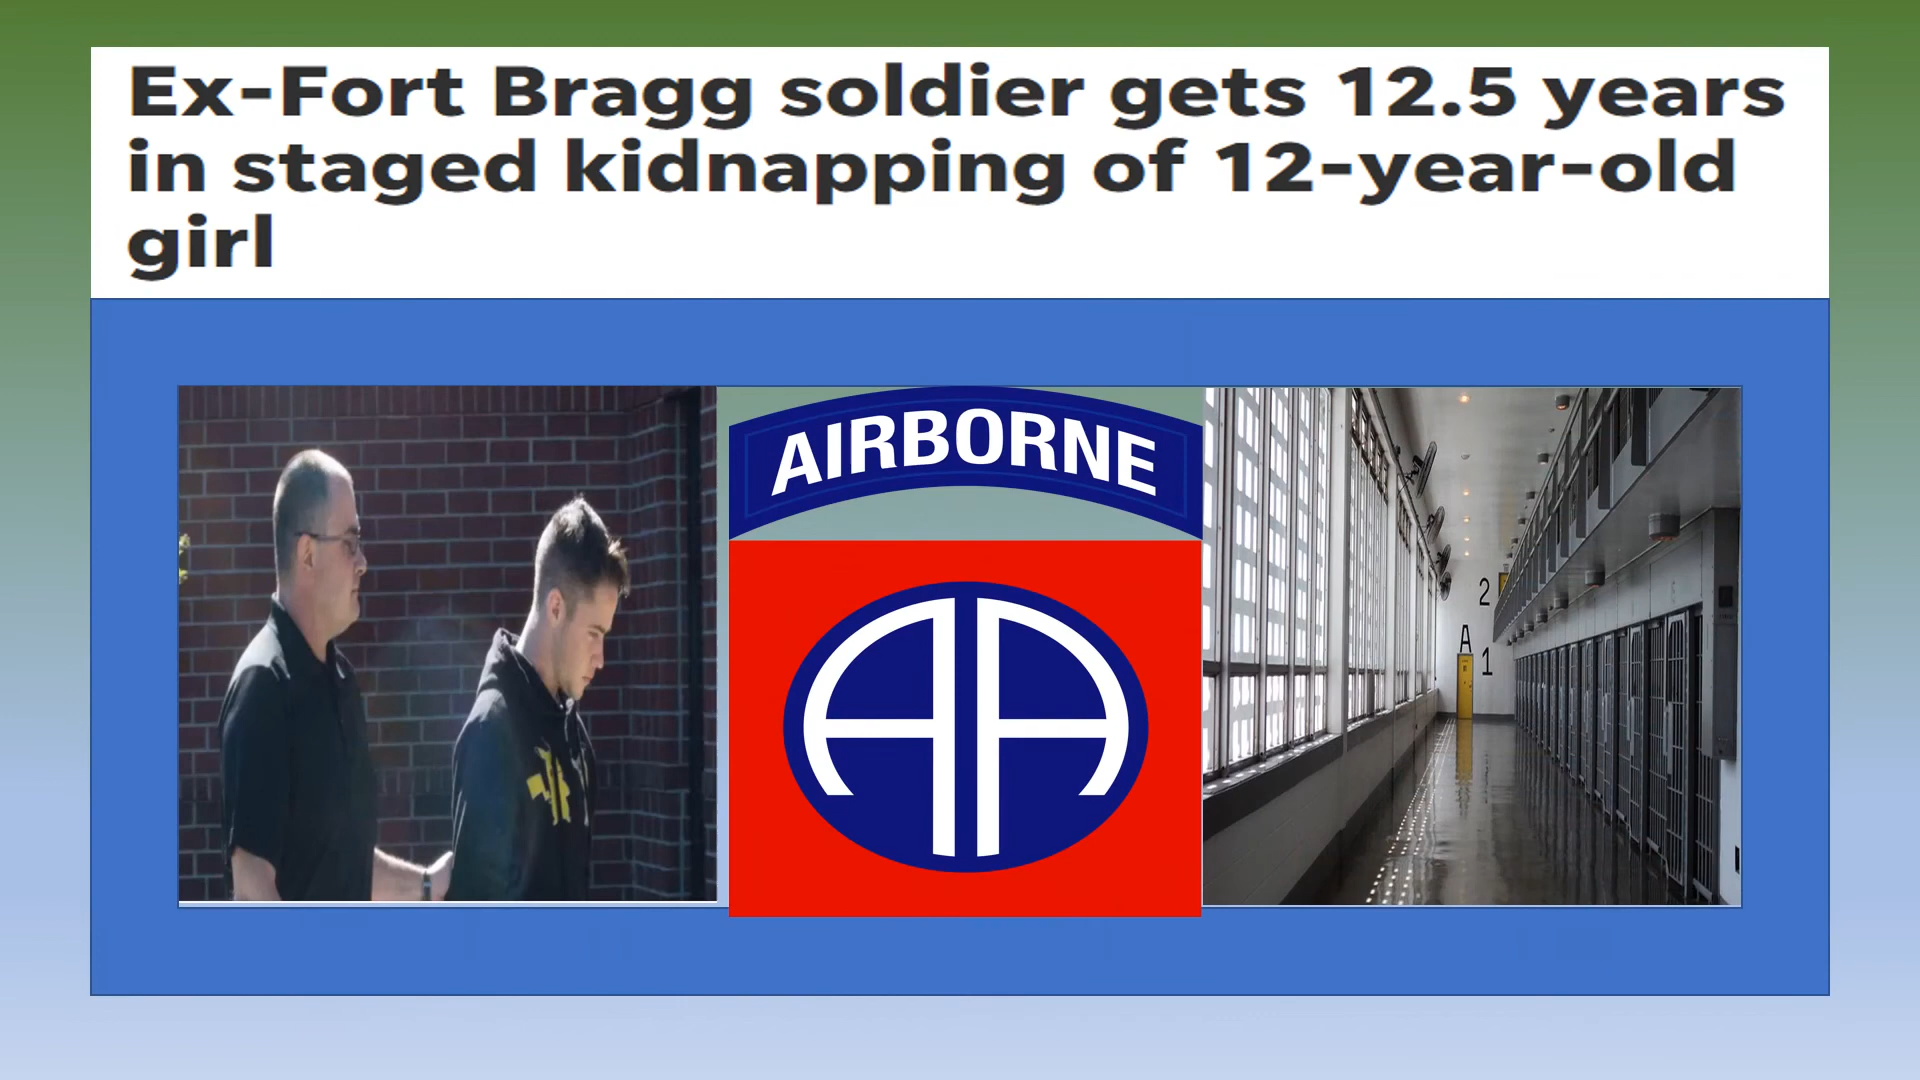 Ex-Fort Bragg soldier gets 12.5 years
in staged kidnapping of 12-year-old
girl
AIRBORNE
AA
2
A
1